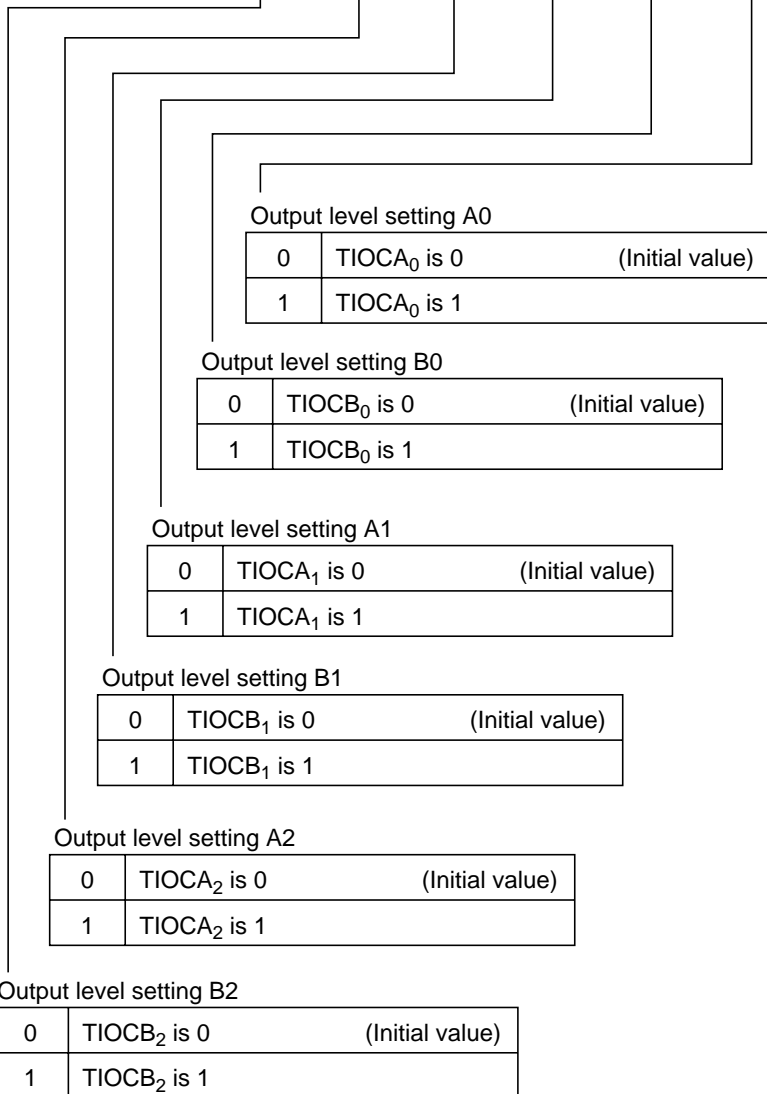 Output level setting A0
0 TIOCA₀ is 0 (Initial value)
1 TIOCA₀ is 1
Output level setting B0
0 TIOCB₀ is 0 (Initial value)
1 TIOCB₀ is 1
Output level setting A1
0 TIOCA₁ is 0 (Initial value)
1 TIOCA₁ is 1
Output level setting B1
0 TIOCB₁ is 0 (Initial value)
1 TIOCB₁ is 1
Output level setting A2
0 TIOCA₂ is 0 (Initial value)
1 TIOCA₂ is 1
Output level setting B2
0 TIOCB₂ is 0 (Initial value)
1 TIOCB₂ is 1